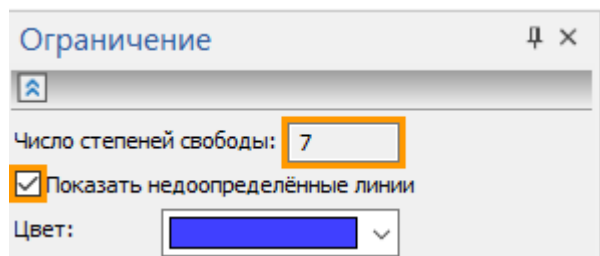 Ограничение
Число степеней свободы: 7
Показать недоопределённые линии
Цвет: